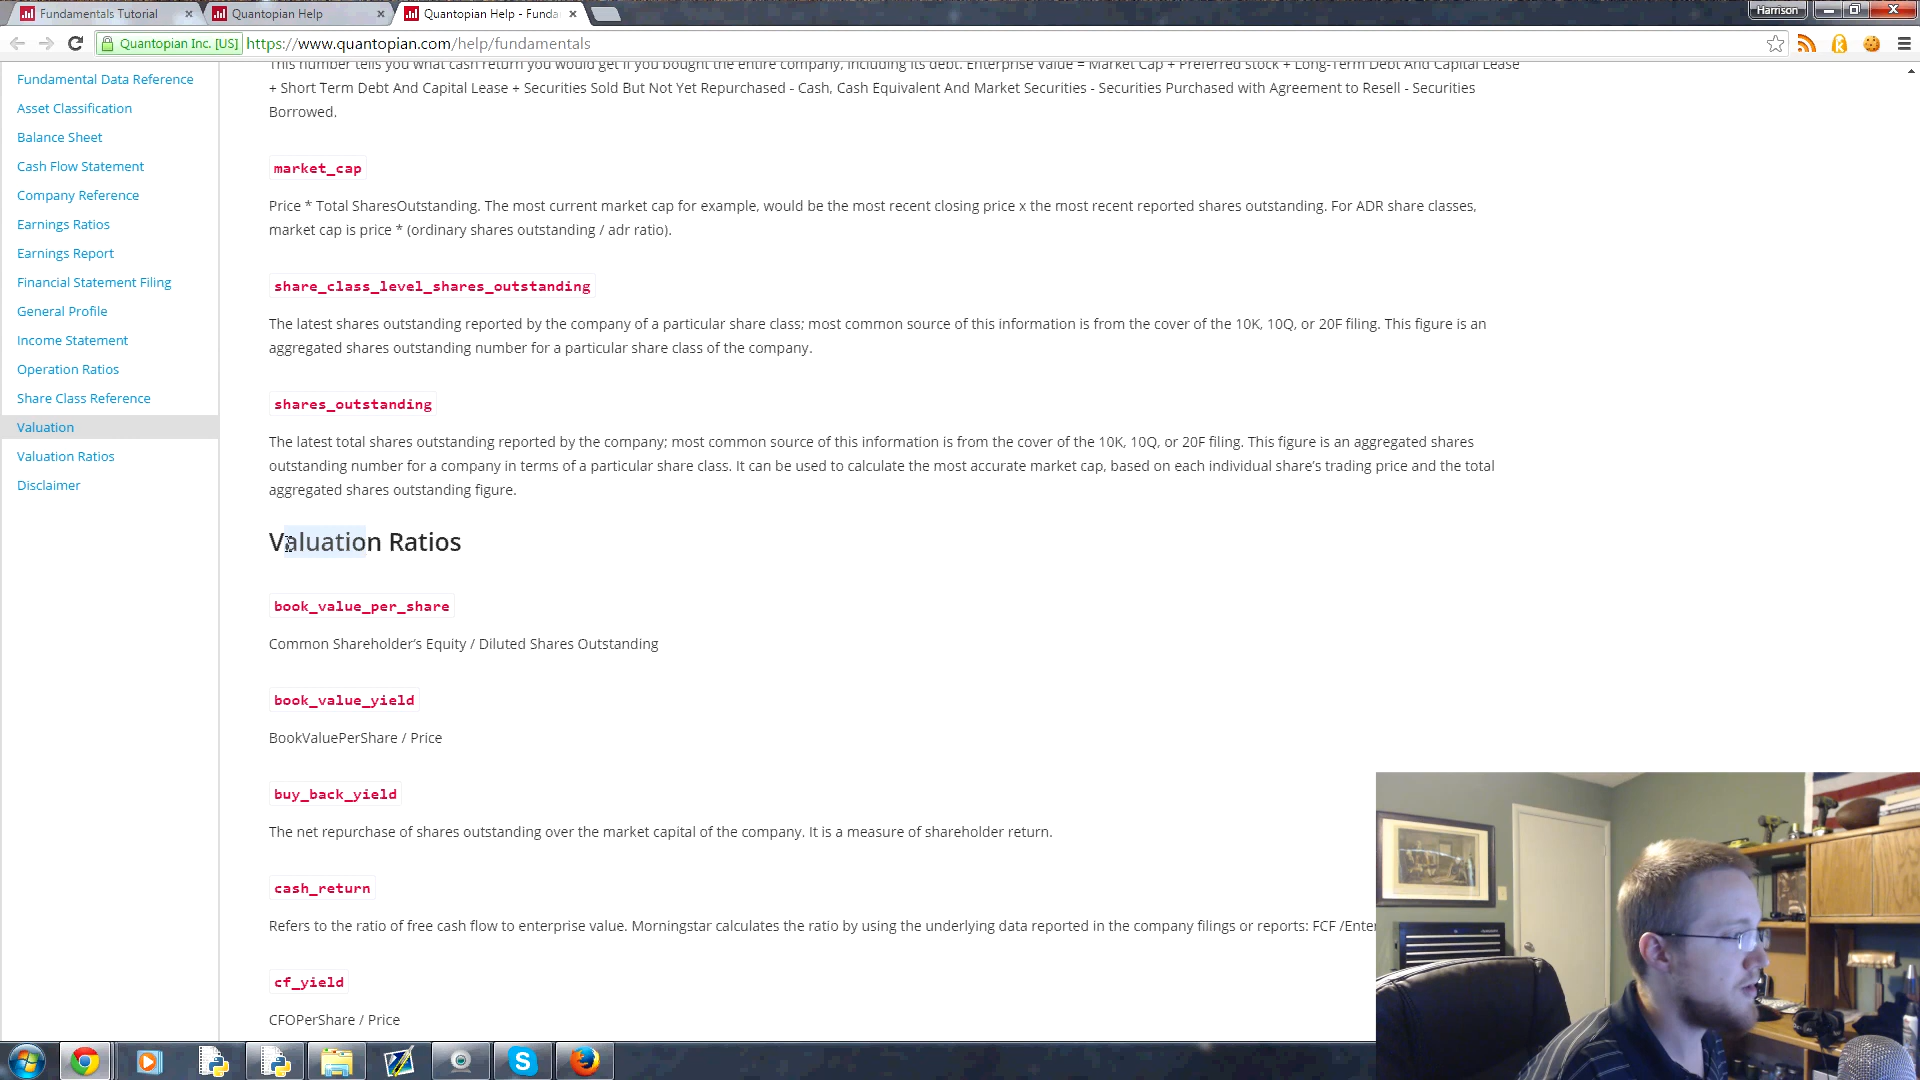 Fundamentals Tutorial
Quantopian Help
Quantopian Help - Funda
Harrison
Quantopian Inc. [US]
https://www.quantopian.com/help/fundamentals
Fundamental Data Reference
Asset Classification
Balance Sheet
Cash Flow Statement
Company Reference
Earnings Ratios
Earnings Report
Financial Statement Filing
General Profile
Income Statement
Operation Ratios
Share Class Reference
Valuation
Valuation Ratios
Disclaimer
This number tells you what cash return you would get if you bought the entire company, including its debt. Enterprise Value = Market Cap + Preferred stock + Long-Term Debt And Capital Lease
+ Short Term Debt And Capital Lease + Securities Sold But Not Yet Repurchased - Cash, Cash Equivalent And Market Securities - Securities Purchased with Agreement to Resell - Securities
Borrowed.
market_cap
Price * Total SharesOutstanding. The most current market cap for example, would be the most recent closing price x the most recent reported shares outstanding. For ADR share classes,
market cap is price * (ordinary shares outstanding / adr ratio).
share_class_level_shares_outstanding
The latest shares outstanding reported by the company of a particular share class; most common source of this information is from the cover of the 10K, 10Q, or 20F filing. This figure is an
aggregated shares outstanding number for a particular share class of the company.
shares_outstanding
The latest total shares outstanding reported by the company; most common source of this information is from the cover of the 10K, 10Q, or 20F filing. This figure is an aggregated shares
outstanding number for a company in terms of a particular share class. It can be used to calculate the most accurate market cap, based on each individual share's trading price and the total
aggregated shares outstanding figure.
Valuation Ratios
book_value_per_share
Common Shareholder's Equity / Diluted Shares Outstanding
book_value_yield
BookValuePerShare / Price
buy_back_yield
The net repurchase of shares outstanding over the market capital of the company. It is a measure of shareholder return.
cash_return
Refers to the ratio of free cash flow to enterprise value. Morningstar calculates the ratio by using the underlying data reported in the company filings or reports: FCF /Enter
cf_yield
CFOPerShare / Price